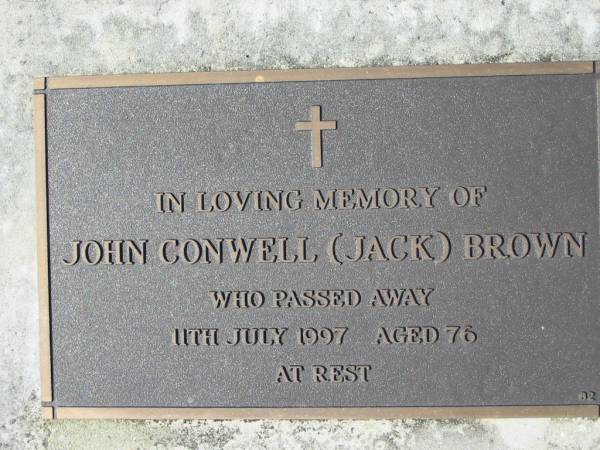 IN LOVING MEMORY OF
JOHN CONWELL (JACK) BROWN
WHO PASSED AWAY
11TH JULY 1997 AGED 76
AT REST